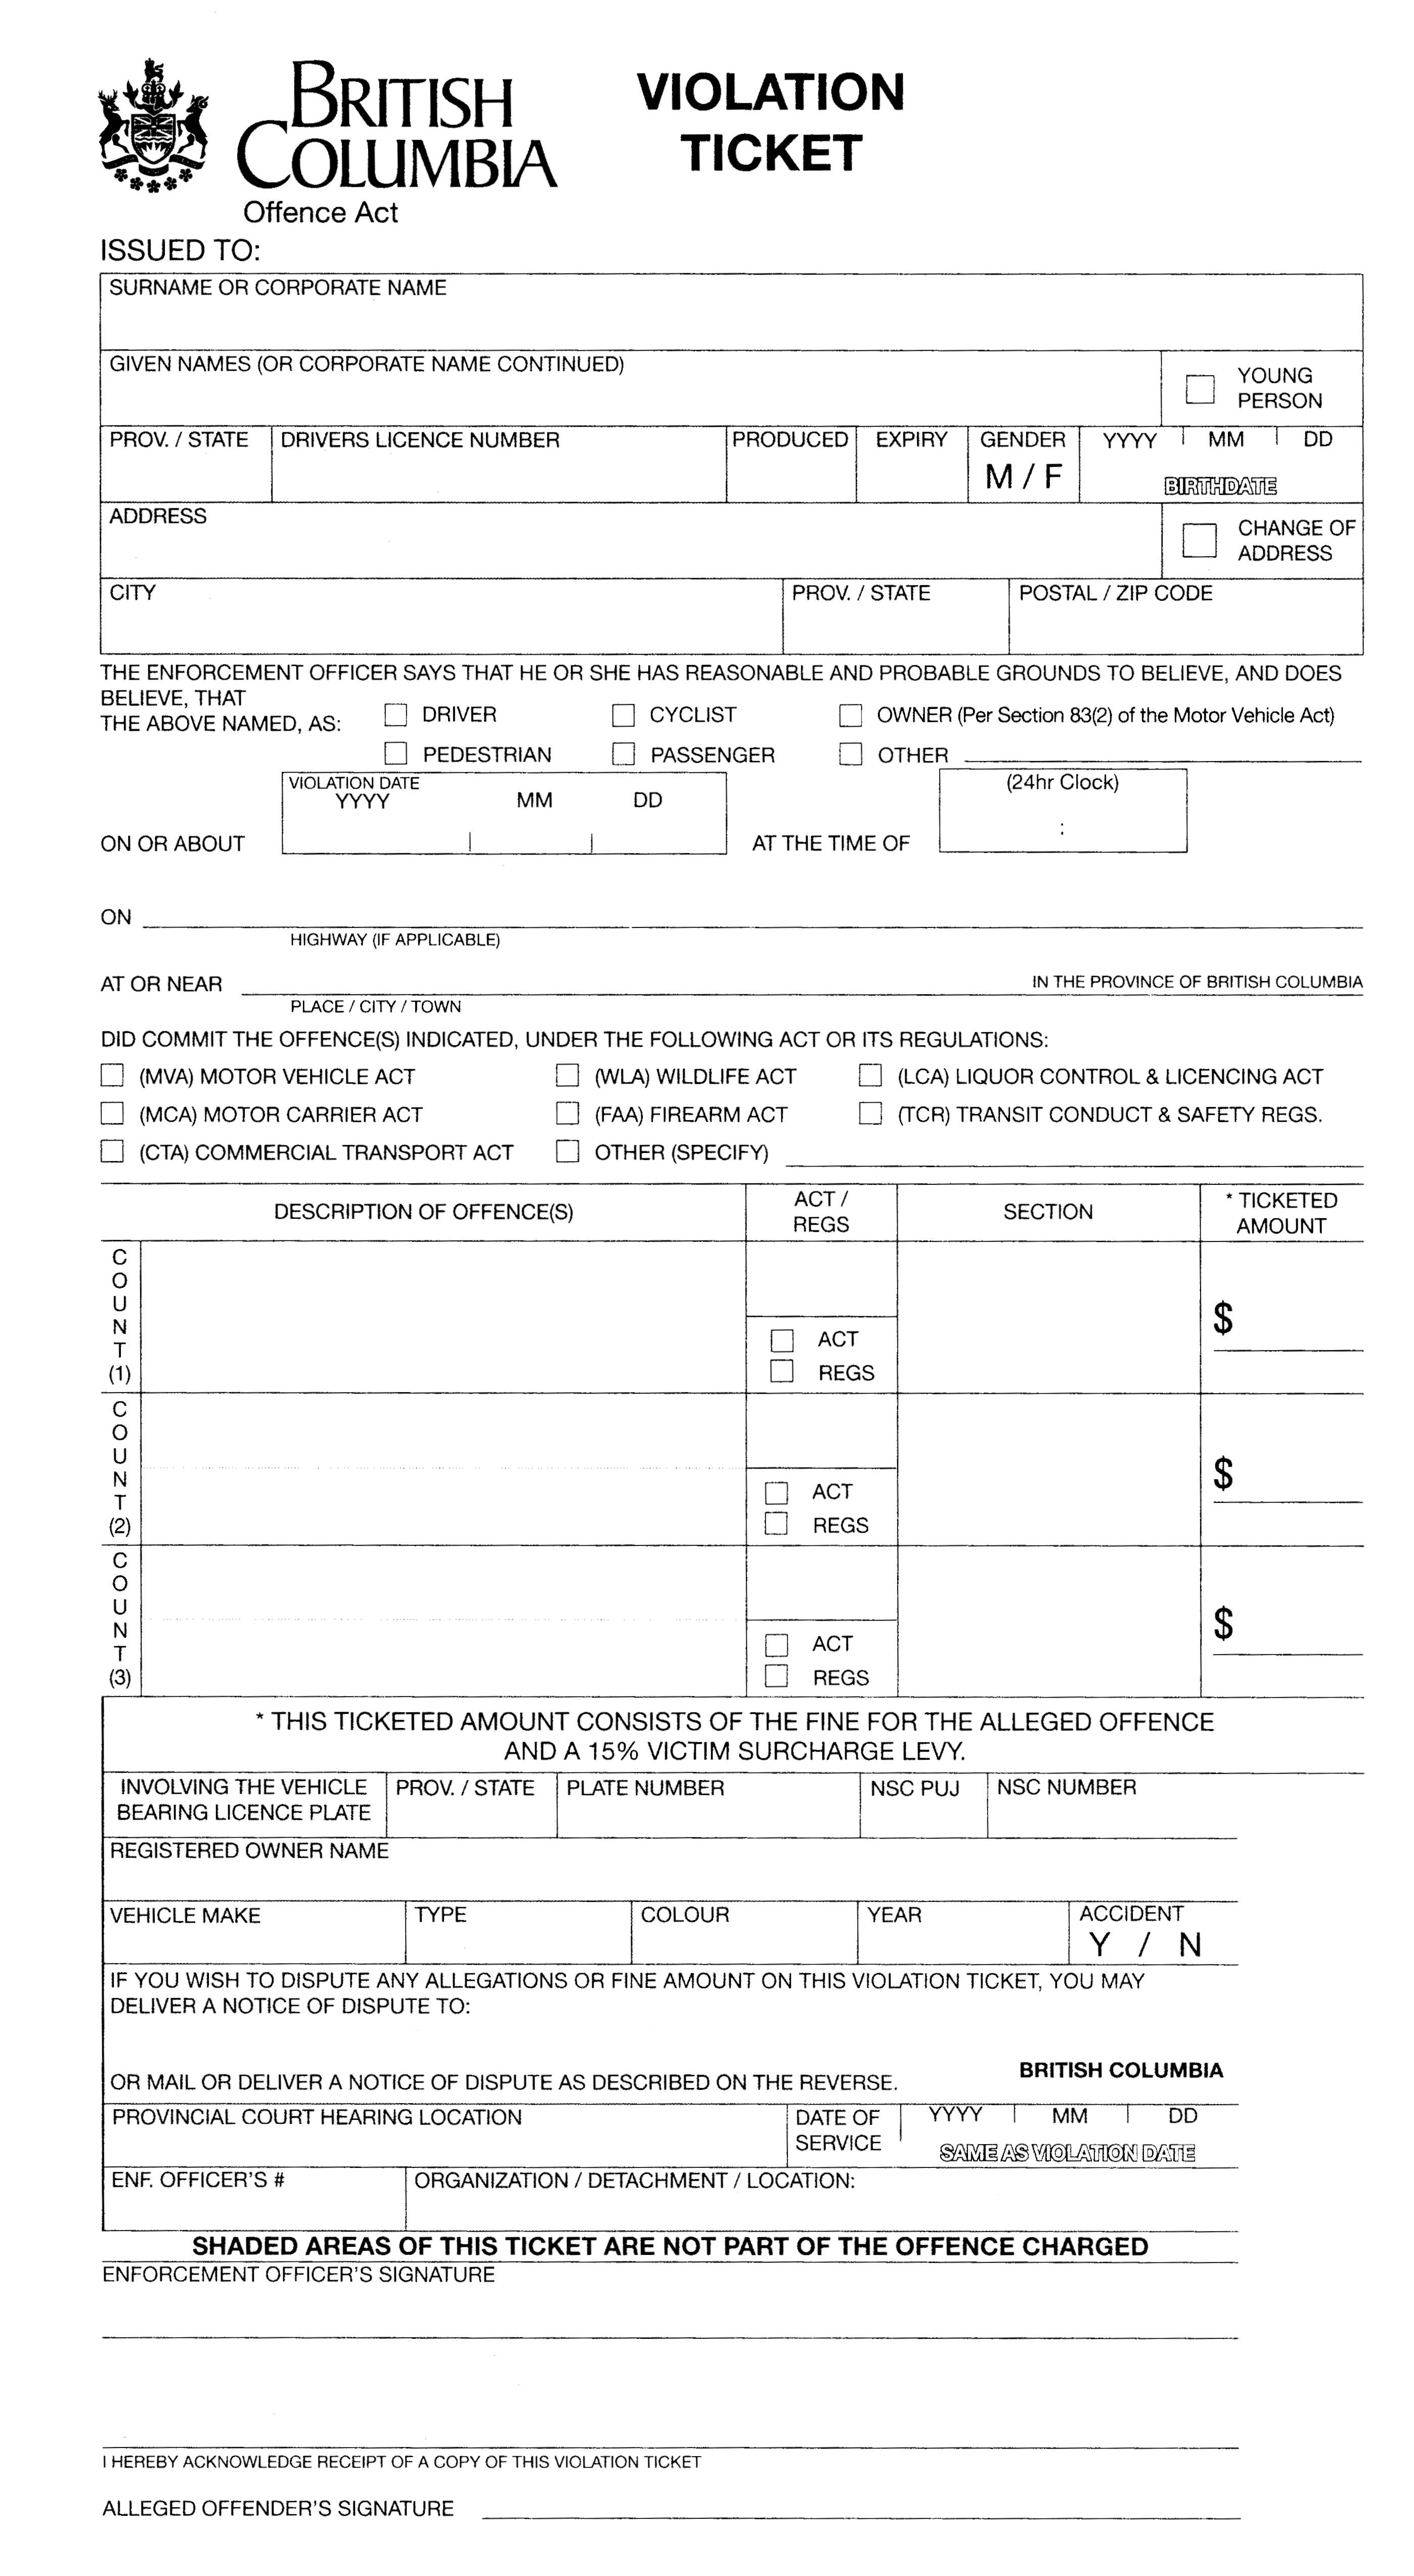 BRITISH
COLUMBIA
Offence Act
VIOLATION
TICKET
ISSUED TO:
SURNAME OR CORPORATE NAME
GIVEN NAMES (OR CORPORATE NAME CONTINUED)
YOUNG
PERSON
PROV. / STATE DRIVERS LICENCE NUMBER PRODUCED EXPIRY GENDER YYYY MM DD
M / F
BIRTHDATE
ADDRESS
CHANGE OF
ADDRESS
CITY PROV. / STATE POSTAL / ZIP CODE
THE ENFORCEMENT OFFICER SAYS THAT HE OR SHE HAS REASONABLE AND PROBABLE GROUNDS TO BELIEVE, AND DOES
BELIEVE, THAT
THE ABOVE NAMED, AS: DRIVER CYCLIST OWNER (Per Section 83(2) of the Motor Vehicle Act)
PEDESTRIAN PASSENGER OTHER
VIOLATION DATE
YYYY MM DD
(24hr Clock)
:
ON OR ABOUT AT THE TIME OF
ON
HIGHWAY (IF APPLICABLE)
AT OR NEAR IN THE PROVINCE OF BRITISH COLUMBIA
PLACE / CITY / TOWN
DID COMMIT THE OFFENCE(S) INDICATED, UNDER THE FOLLOWING ACT OR ITS REGULATIONS:
(MVA) MOTOR VEHICLE ACT (WLA) WILDLIFE ACT (LCA) LIQUOR CONTROL & LICENCING ACT
(MCA) MOTOR CARRIER ACT (FAA) FIREARM ACT (TCR) TRANSIT CONDUCT & SAFETY REGS.
(CTA) COMMERCIAL TRANSPORT ACT OTHER (SPECIFY)
DESCRIPTION OF OFFENCE(S) ACT / REGS SECTION * TICKETED AMOUNT
COUNT (1)
ACT
REGS
$
COUNT (2)
ACT
REGS
$
COUNT (3)
ACT
REGS
$
* THIS TICKETED AMOUNT CONSISTS OF THE FINE FOR THE ALLEGED OFFENCE
AND A 15% VICTIM SURCHARGE LEVY.
INVOLVING THE VEHICLE
BEARING LICENCE PLATE
PROV. / STATE PLATE NUMBER NSC PUJ NSC NUMBER
REGISTERED OWNER NAME
VEHICLE MAKE TYPE COLOUR YEAR ACCIDENT
Y / N
IF YOU WISH TO DISPUTE ANY ALLEGATIONS OR FINE AMOUNT ON THIS VIOLATION TICKET, YOU MAY
DELIVER A NOTICE OF DISPUTE TO:
BRITISH COLUMBIA
OR MAIL OR DELIVER A NOTICE OF DISPUTE AS DESCRIBED ON THE REVERSE.
PROVINCIAL COURT HEARING LOCATION
DATE OF
SERVICE
YYYY MM DD
SAME AS VIOLATION DATE
ENF. OFFICER'S # ORGANIZATION / DETACHMENT / LOCATION:
SHADED AREAS OF THIS TICKET ARE NOT PART OF THE OFFENCE CHARGED
ENFORCEMENT OFFICER'S SIGNATURE
I HEREBY ACKNOWLEDGE RECEIPT OF A COPY OF THIS VIOLATION TICKET
ALLEGED OFFENDER'S SIGNATURE